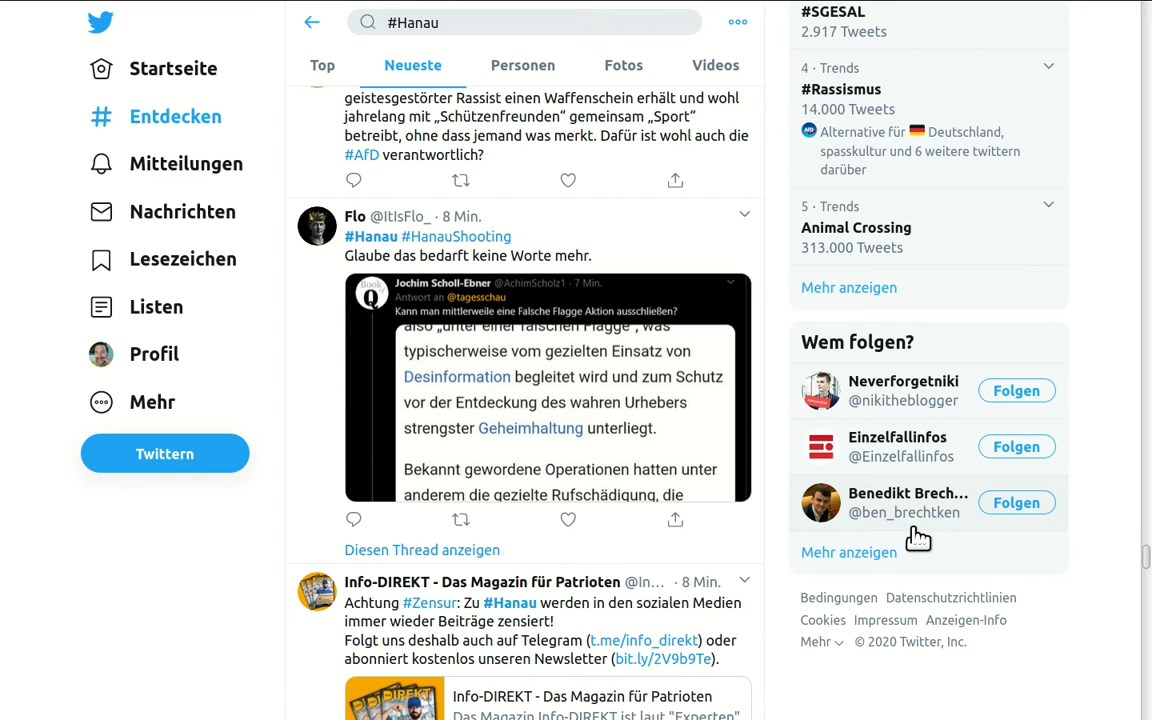 Startseite
Entdecken
Mitteilungen
Nachrichten
Lesezeichen
Listen
Profil
Mehr
Twittern
#Hanau
Top
Neueste
Personen
Fotos
Videos
geistesgestörter Rassist einen Waffenschein erhält und wohl
jahrelang mit „Schützenfreunden“ gemeinsam „Sport“
betreibt, ohne dass jemand was merkt. Dafür ist wohl auch die
#AfD verantwortlich?
Flo @ItIsFlo_ · 8 Min.
#Hanau #HanauShooting
Glaube das bedarft keine Worte mehr.
Book of
Q
Jochim Scholl-Ebner @AchimScholz1 · 7 Min.
Antwort an @tagesschau
Kann man mittlerweile eine Falsche Flagge Aktion ausschließen?
also „unter einer falschen Flagge“, was
typischerweise vom gezielten Einsatz von
Desinformation begleitet wird und zum Schutz
vor der Entdeckung des wahren Urhebers
strengster Geheimhaltung unterliegt.
Bekannt gewordene Operationen hatten unter
anderem die gezielte Rufschädigung, die
Diesen Thread anzeigen
Info-DIREKT - Das Magazin für Patrioten @In... · 8 Min.
Achtung #Zensur: Zu #Hanau werden in den sozialen Medien
immer wieder Beiträge zensiert!
Folgt uns deshalb auch auf Telegram (t.me/info_direkt) oder
abonniert kostenlos unseren Newsletter (bit.ly/2V9b9Te).
DIREKT
Info-DIREKT - Das Magazin für Patrioten
Das Magazin Info-DIREKT ist laut "Experten"
#SGESAL
2.917 Tweets
4 · Trends
#Rassismus
14.000 Tweets
AfD Alternative für Deutschland,
spasskultur und 6 weitere twittern
darüber
5 · Trends
Animal Crossing
313.000 Tweets
Mehr anzeigen
Wem folgen?
Neverforgetniki
@nikitheblogger
Folgen
Einzelfallinfos
@Einzelfallinfos
Folgen
Benedikt Brech...
@ben_brechtken
Folgen
Mehr anzeigen
Bedingungen Datenschutzrichtlinien
Cookies Impressum Anzeigen-Info
Mehr © 2020 Twitter, Inc.